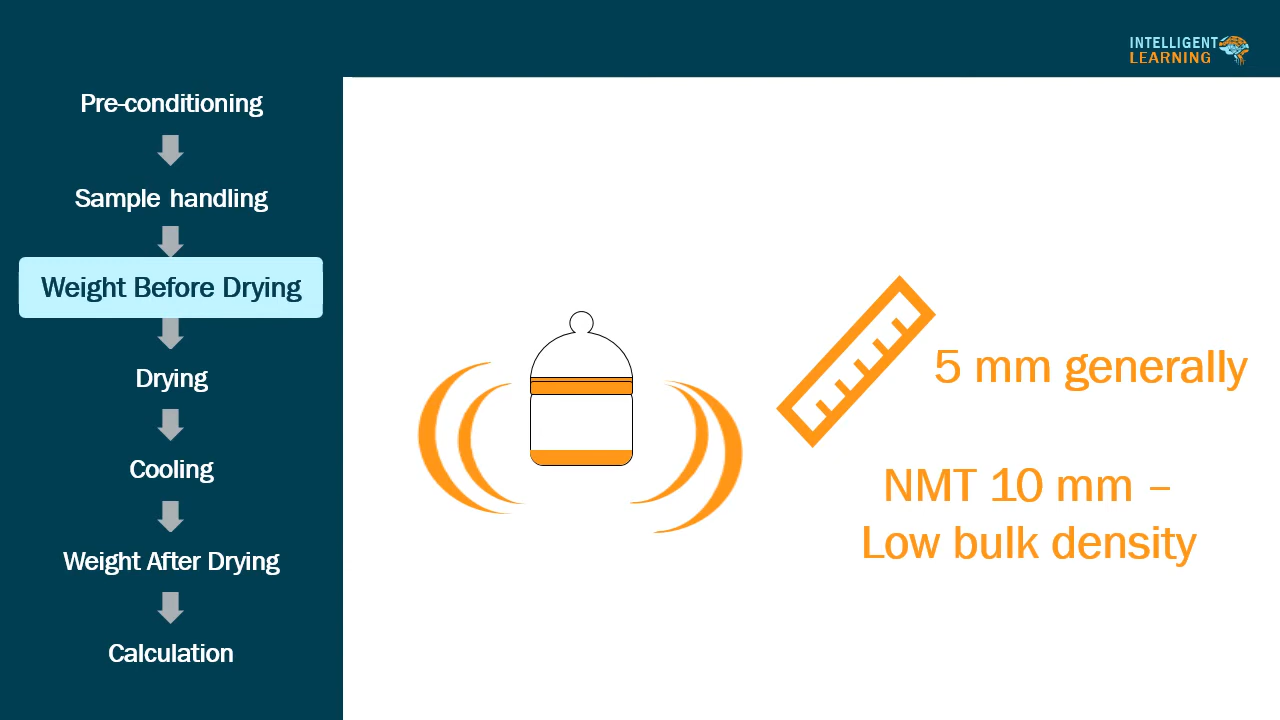 INTELLIGENT
LEARNING
Pre-conditioning
Sample handling
Weight Before Drying
Drying
Cooling
Weight After Drying
Calculation
5 mm generally
NMT 10 mm –
Low bulk density